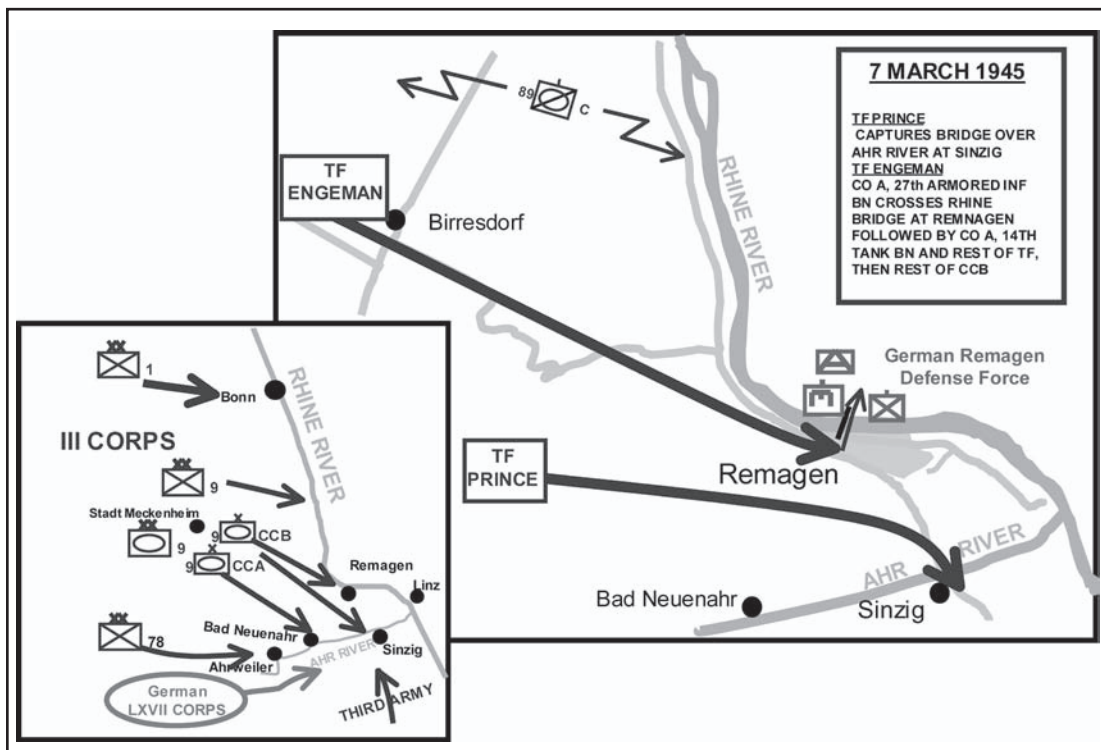 7 MARCH 1945
TF PRINCE
CAPTURES BRIDGE OVER
AHR RIVER AT SINZIG
TF ENGEMAN
CO A, 27th ARMORED INF
BN CROSSES RHINE
BRIDGE AT REMNAGEN
FOLLOWED BY CO A, 14TH
TANK BN AND REST OF TF,
THEN REST OF CCB
89
C
TF
ENGEMAN
Birresdorf
RHINE RIVER
German Remagen
Defense Force
E
Remagen
TF
PRINCE
AHR RIVER
Bad Neuenahr
Sinzig
XX
1
Bonn
RHINE RIVER
III CORPS
XX
9
Stadt Meckenheim
XX
9
X
9
CCB
X
9
CCA
Remagen
Linz
XX
78
Bad Neuenahr
Ahrweiler
AHR RIVER
Sinzig
German
LXVII CORPS
THIRD ARMY